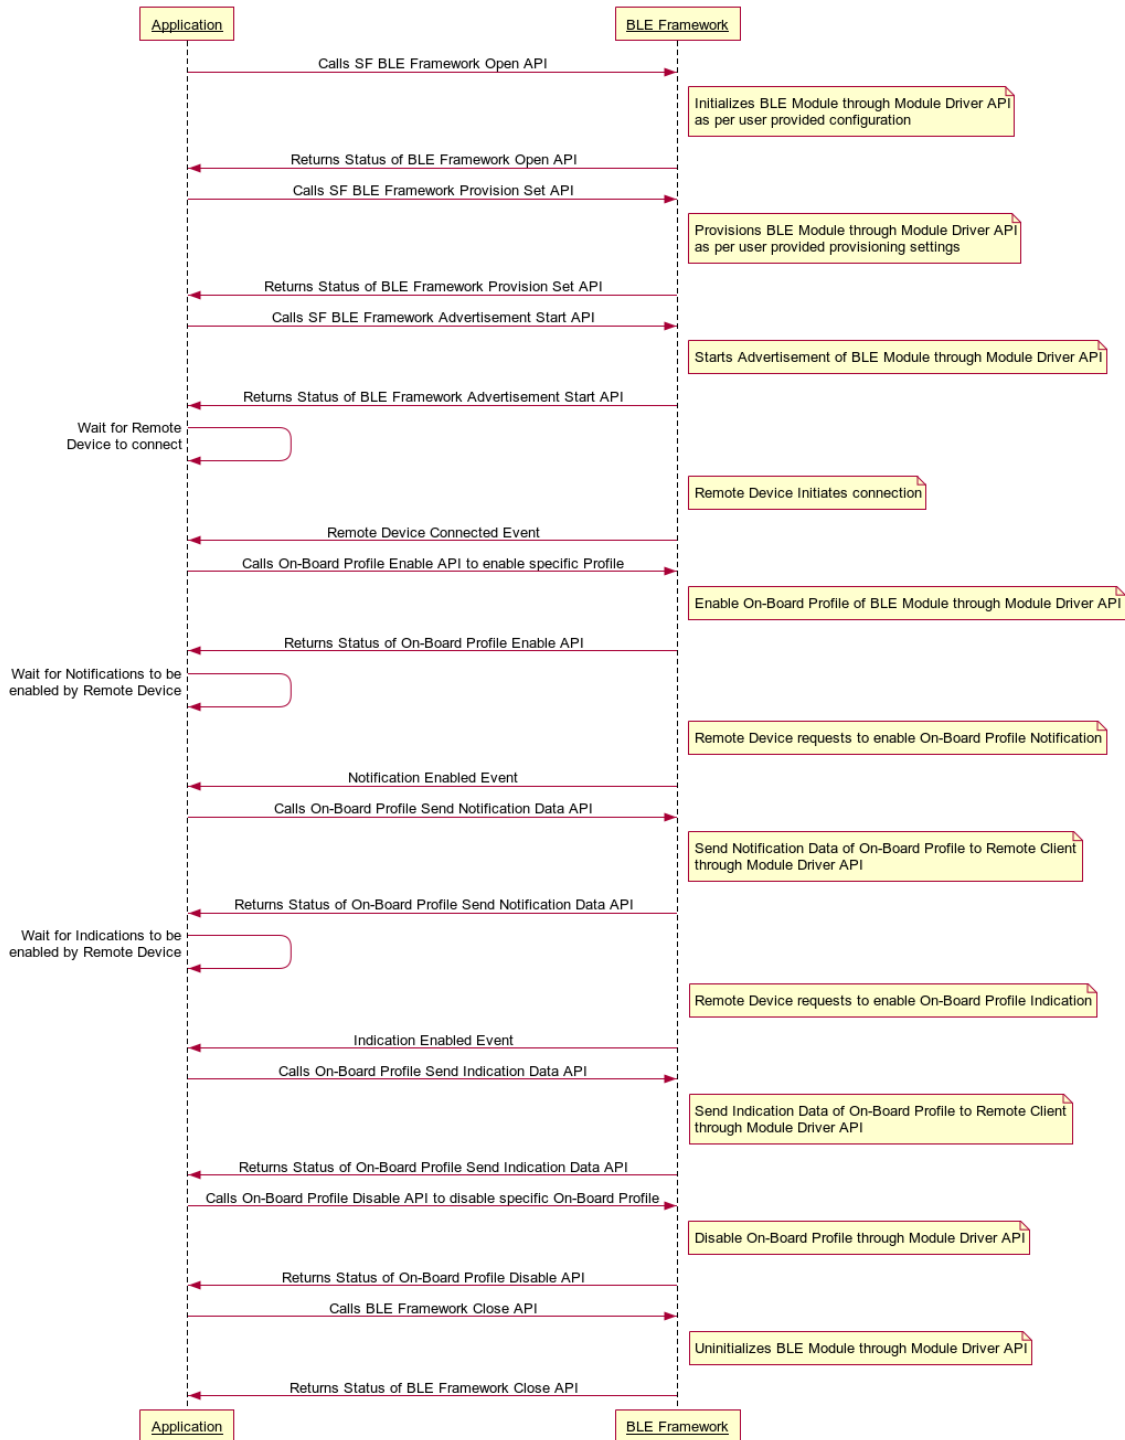 Application
BLE Framework
Calls SF BLE Framework Open API
Initializes BLE Module through Module Driver API
as per user provided configuration
Returns Status of BLE Framework Open API
Calls SF BLE Framework Provision Set API
Provisions BLE Module through Module Driver API
as per user provided provisioning settings
Returns Status of BLE Framework Provision Set API
Calls SF BLE Framework Advertisement Start API
Starts Advertisement of BLE Module through Module Driver API
Returns Status of BLE Framework Advertisement Start API
Wait for Remote
Device to connect
Remote Device Initiates connection
Remote Device Connected Event
Calls On-Board Profile Enable API to enable specific Profile
Enable On-Board Profile of BLE Module through Module Driver API
Returns Status of On-Board Profile Enable API
Wait for Notifications to be
enabled by Remote Device
Remote Device requests to enable On-Board Profile Notification
Notification Enabled Event
Calls On-Board Profile Send Notification Data API
Send Notification Data of On-Board Profile to Remote Client
through Module Driver API
Returns Status of On-Board Profile Send Notification Data API
Wait for Indications to be
enabled by Remote Device
Remote Device requests to enable On-Board Profile Indication
Indication Enabled Event
Calls On-Board Profile Send Indication Data API
Send Indication Data of On-Board Profile to Remote Client
through Module Driver API
Returns Status of On-Board Profile Send Indication Data API
Calls On-Board Profile Disable API to disable specific On-Board Profile
Disable On-Board Profile through Module Driver API
Returns Status of On-Board Profile Disable API
Calls BLE Framework Close API
Uninitializes BLE Module through Module Driver API
Returns Status of BLE Framework Close API
Application
BLE Framework